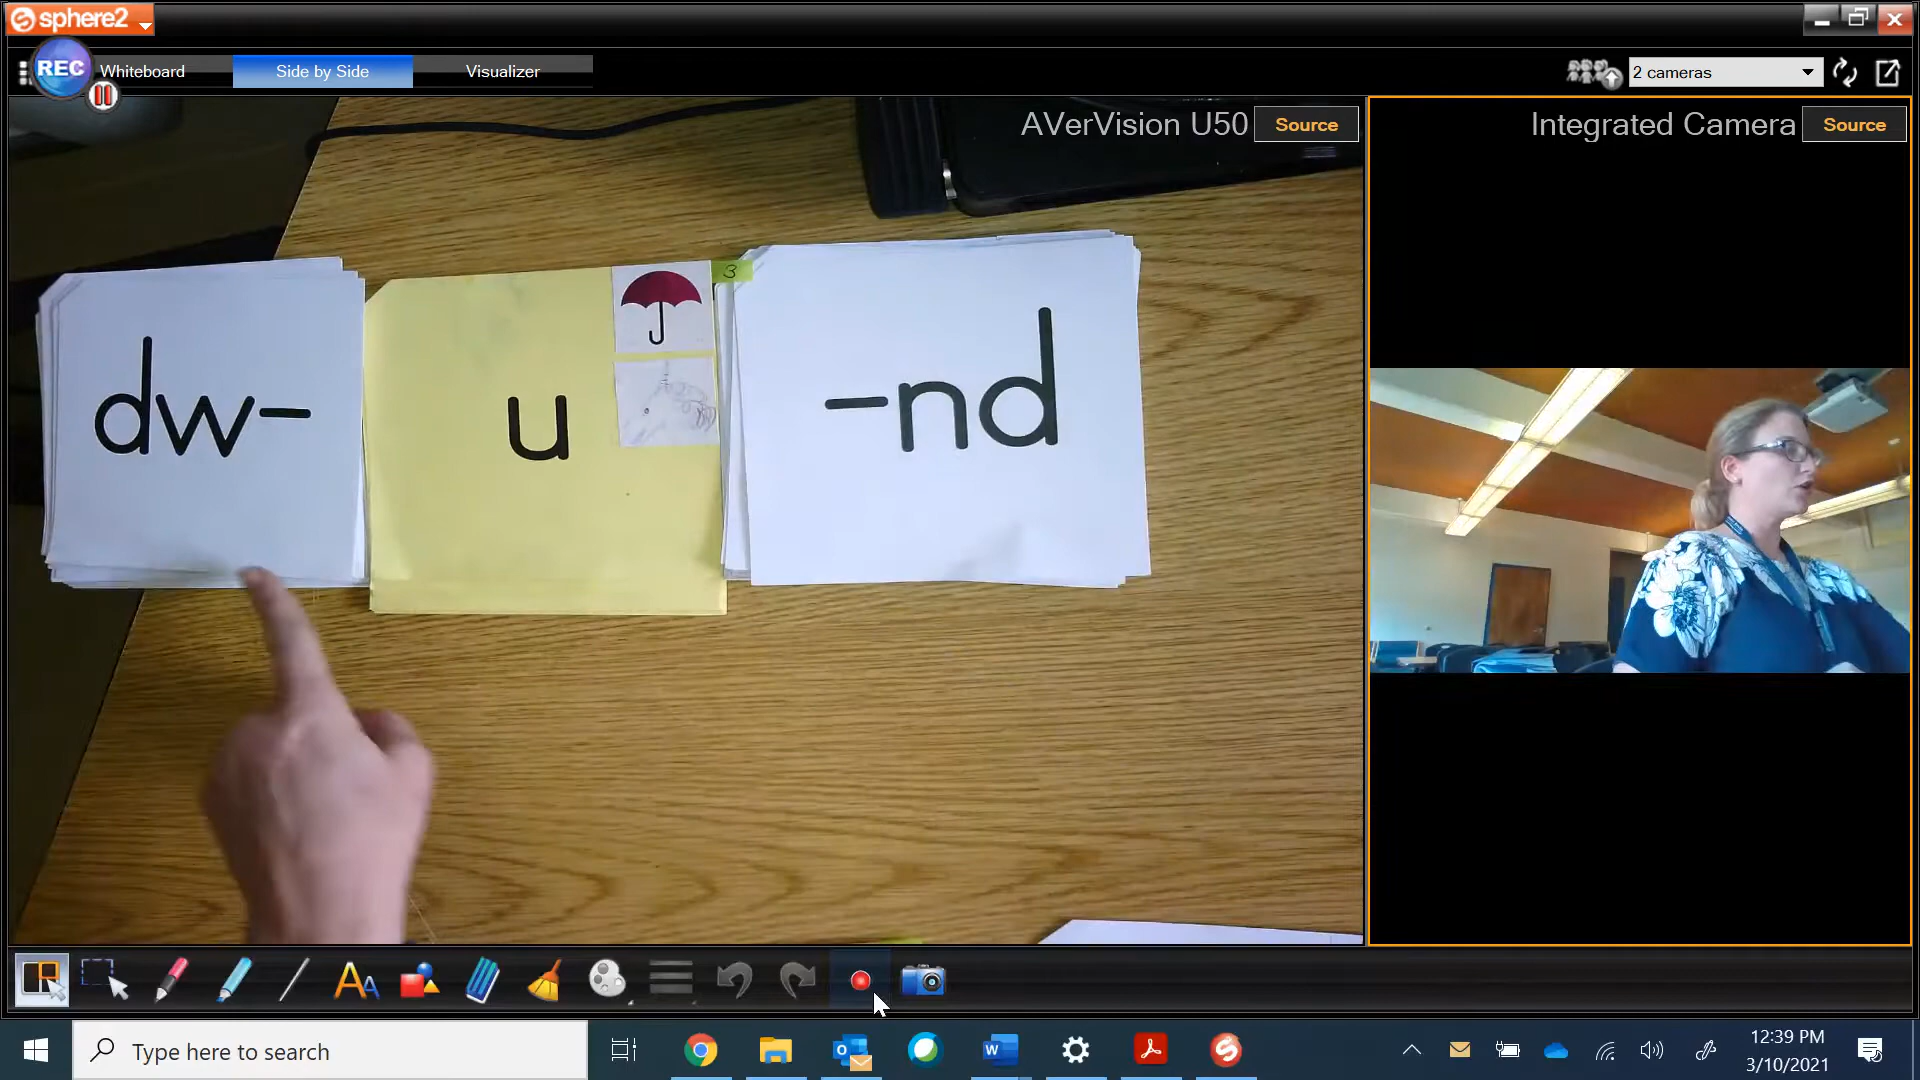 sphere2
REC
Whiteboard
Side by Side
Visualizer
2 cameras
AVerVision U50
Source
Integrated Camera
Source
dw-
u
3
-nd
AA
Type here to search
12:39 PM
3/10/2021